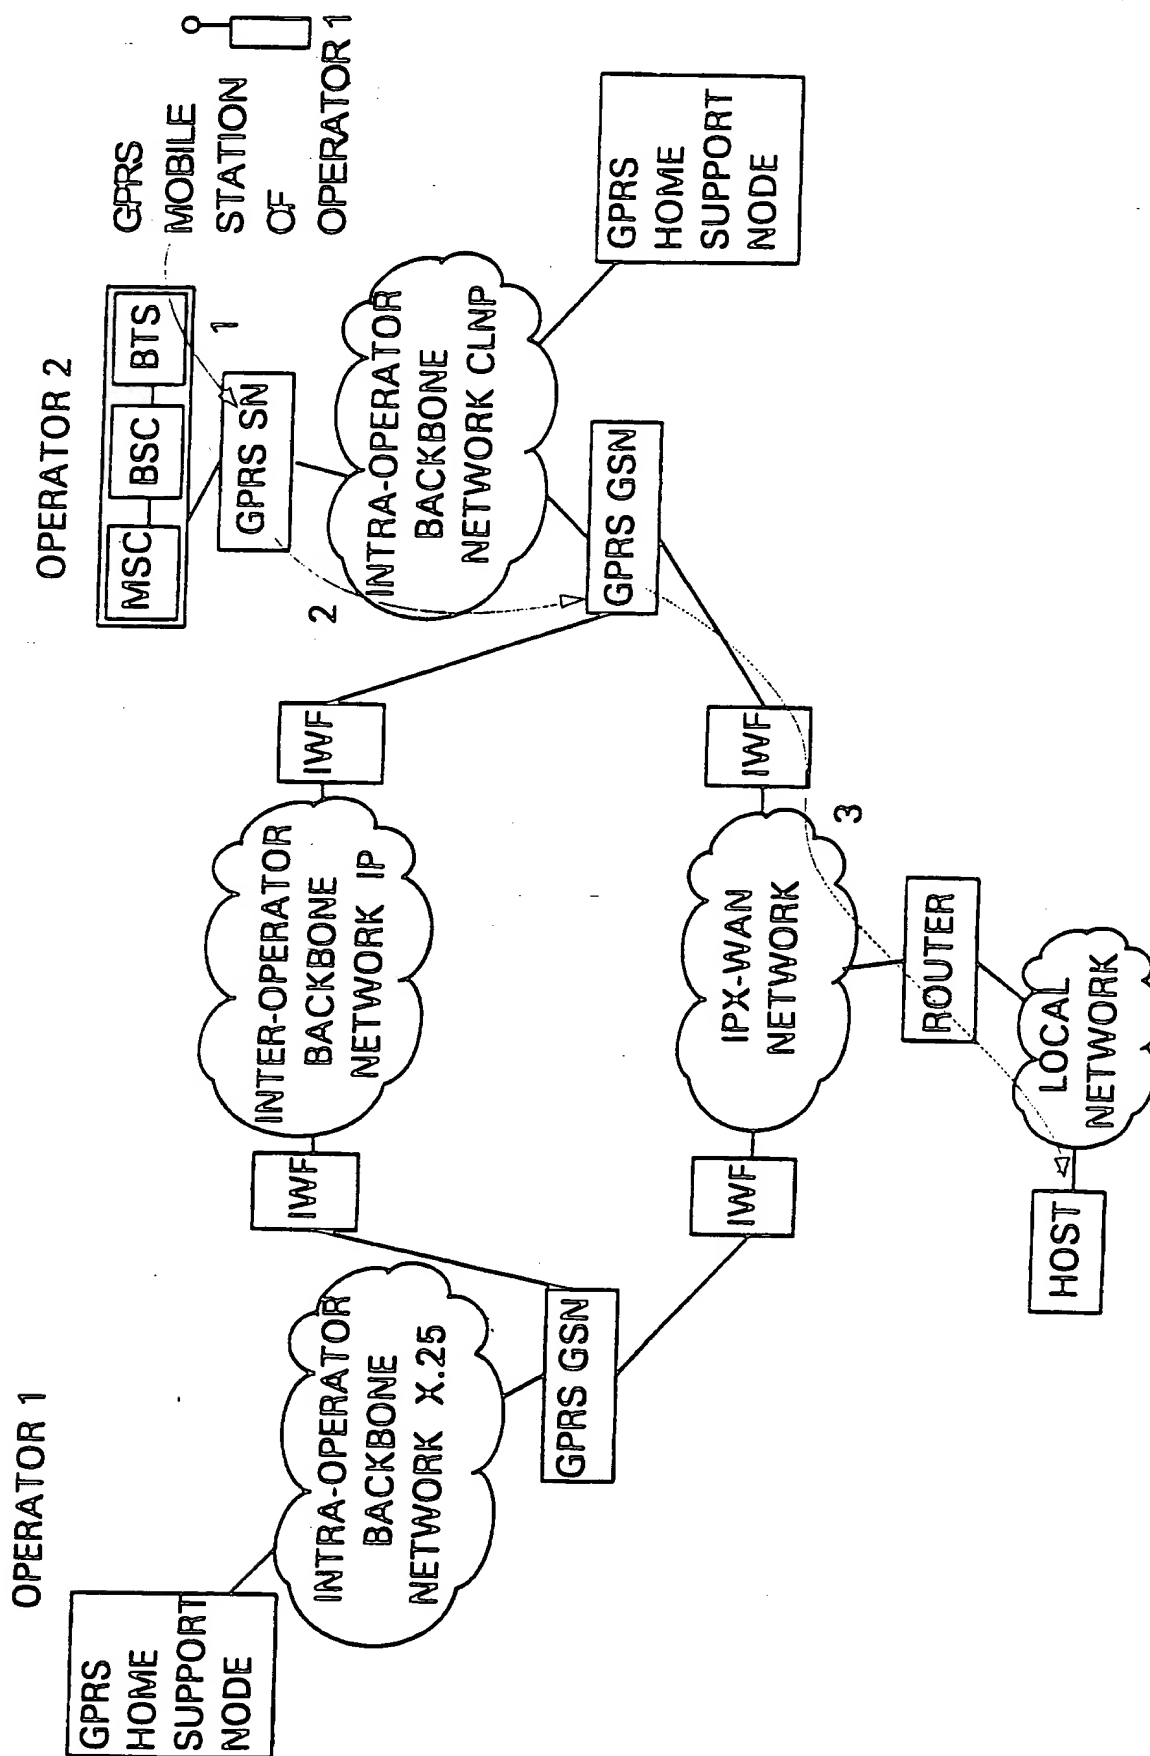 OPERATOR 1
OPERATOR 2
GPRS
HOME
SUPPORT
NODE
INTRA-OPERATOR
BACKBONE
NETWORK X.25
GPRS GSN
IWF
INTER-OPERATOR
BACKBONE
NETWORK IP
IWF
MSC
BSC
BTS
GPRS SN
1
2
GPRS
MOBILE
STATION
OF
OPERATOR 1
INTRA-OPERATOR
BACKBONE
NETWORK CLNP
GPRS GSN
GPRS
HOME
SUPPORT
NODE
IWF
IPX-WAN
NETWORK
IWF
3
ROUTER
LOCAL
NETWORK
HOST